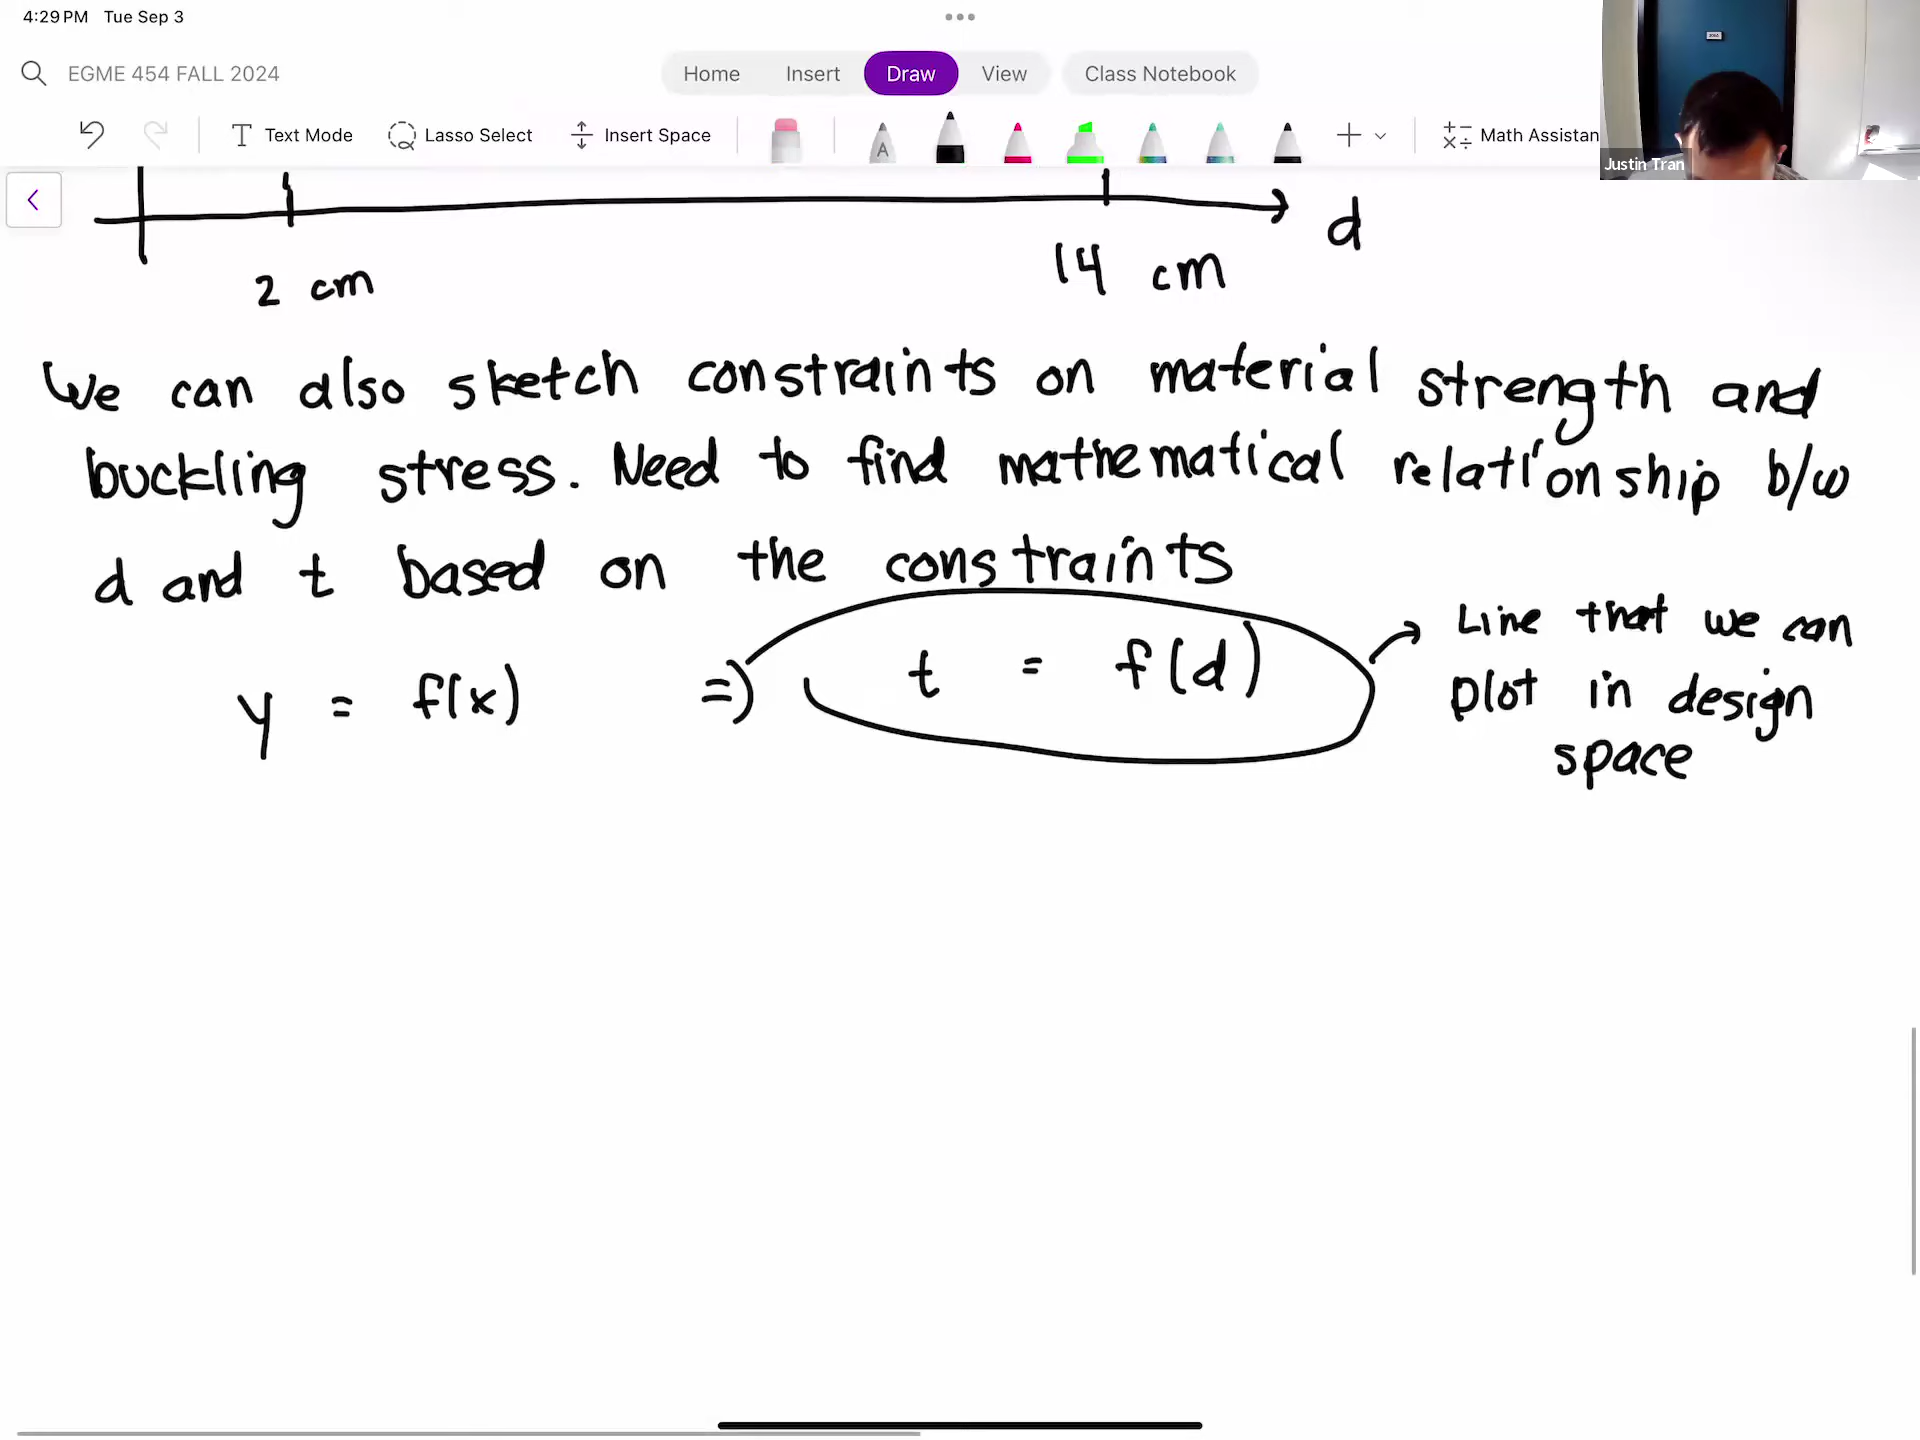 4:29 PM Tue Sep 3
EGME 454 FALL 2024
Home Insert Draw View Class Notebook
Text Mode Lasso Select Insert Space A Math Assistan
Justin Tran
d
2 cm 14 cm
We can also sketch constraints on material strength and
buckling stress. Need to find mathematical relationship b/w
d and t based on the constraints
y = f(x) => t = f(d)
Line that we can
plot in design
space